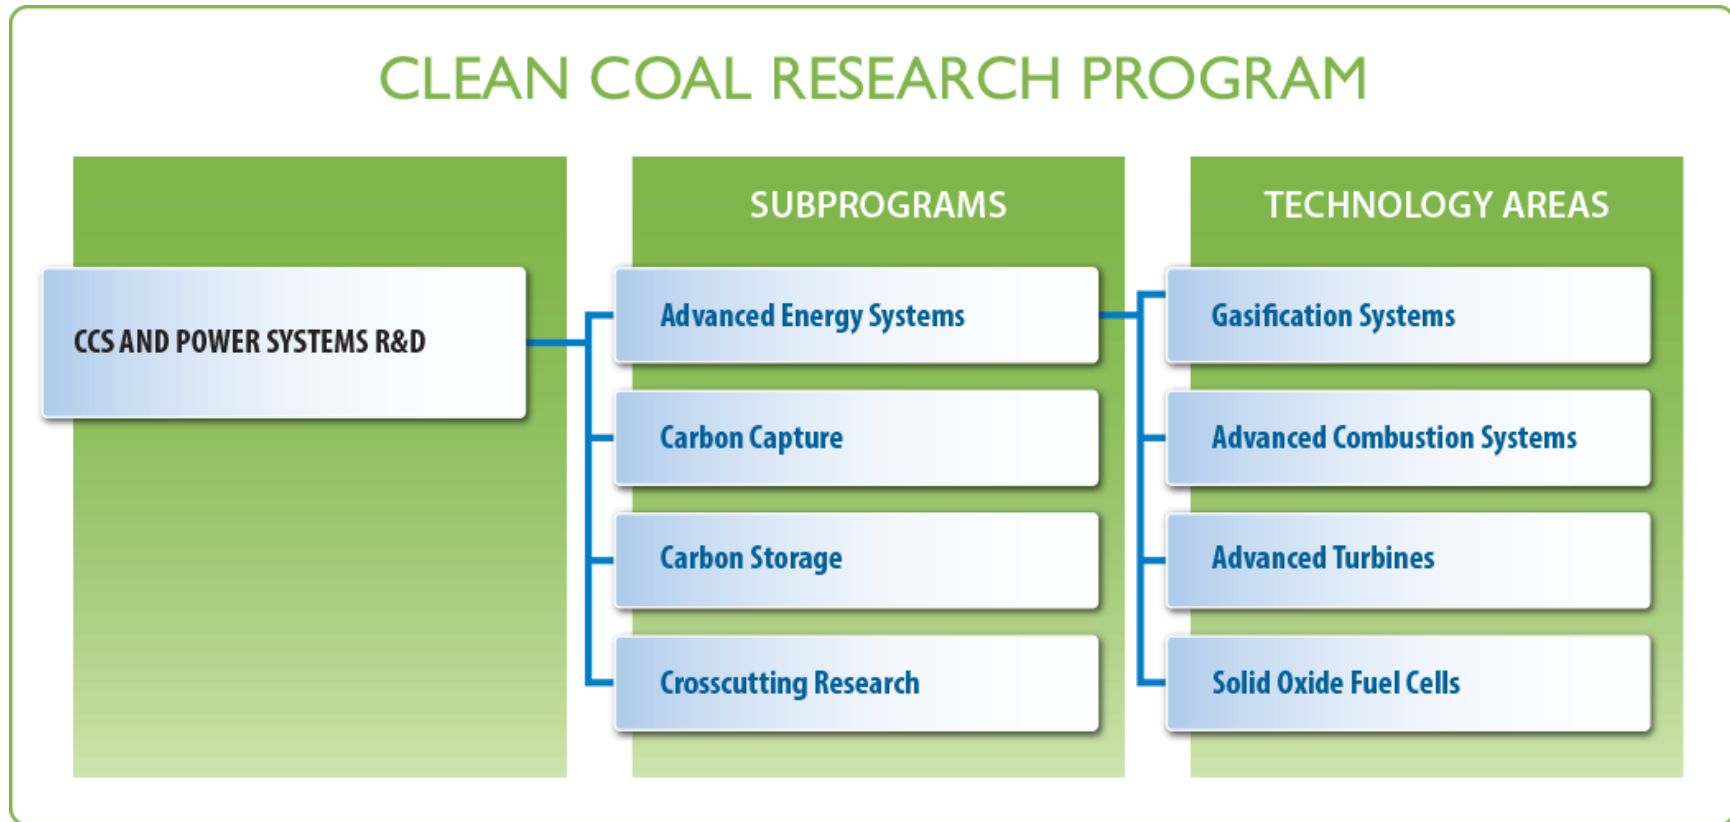 CLEAN COAL RESEARCH PROGRAM
CCS AND POWER SYSTEMS R&D
SUBPROGRAMS
Advanced Energy Systems
Carbon Capture
Carbon Storage
Crosscutting Research
TECHNOLOGY AREAS
Gasification Systems
Advanced Combustion Systems
Advanced Turbines
Solid Oxide Fuel Cells